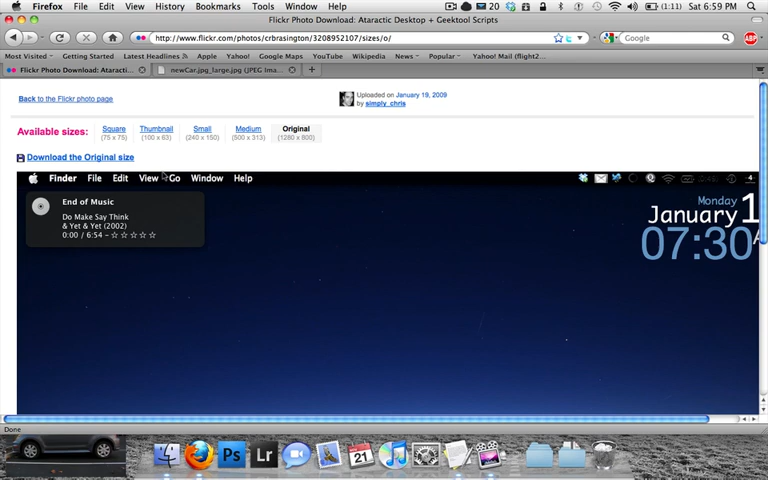 Firefox File Edit View History Bookmarks Tools Window Help 20 (1:11) Sat 6:59 PM
Flickr Photo Download: Ataractic Desktop + Geektool Scripts
http://www.flickr.com/photos/crbrasington/3208952107/sizes/o/ Google ABP
Most Visited Getting Started Latest Headlines Apple Yahoo! Google Maps YouTube Wikipedia News Popular Yahoo! Mail (flight2...
Flickr Photo Download: Ataracti... newCar.jpg_large.jpg (JPEG Ima...
Back to the Flickr photo page
Uploaded on January 19, 2009
by simply_chris
Available sizes: Square Thumbnail Small Medium Original
(75 x 75) (100 x 63) (240 x 150) (500 x 313) (1280 x 800)
Download the Original size
Finder File Edit View Go Window Help
End of Music
Do Make Say Think
& Yet & Yet (2002)
0:00 / 6:54 - ☆☆☆☆☆
Monday
January 1
07:30
Done
Ps Lr 21